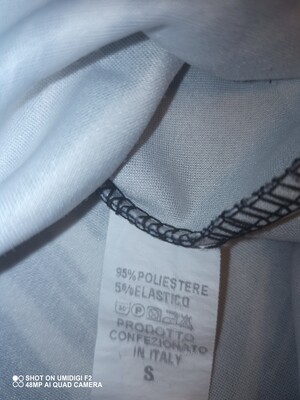 95% POLIESTERE
5% ELASTICO
P
PRODOTTO
CONFEZIONATO
IN ITALY
S
SHOT ON UMIDIGI F2
48MP AI QUAD CAMERA